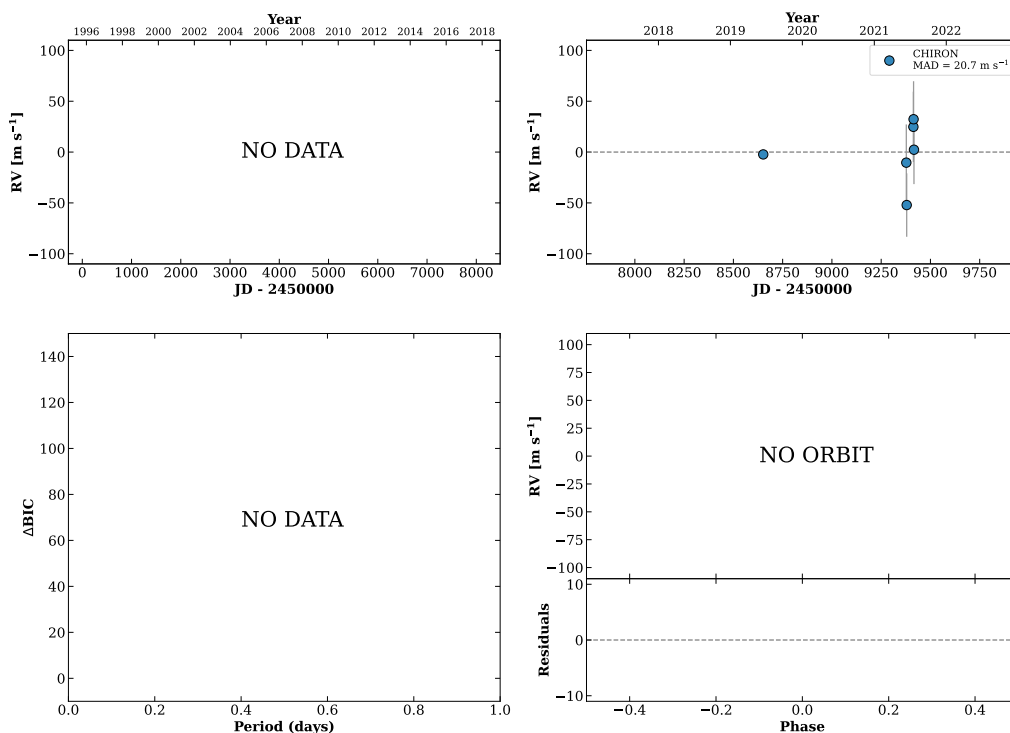 Year
1996 1998 2000 2002 2004 2006 2008 2010 2012 2014 2016 2018
100
50
0
−50
−100
RV [m s⁻¹]
NO DATA
0 1000 2000 3000 4000 5000 6000 7000 8000
JD - 2450000
Year
2018 2019 2020 2021 2022
CHIRON
MAD = 20.7 m s⁻¹
100
50
0
−50
−100
RV [m s⁻¹]
8000 8250 8500 8750 9000 9250 9500 9750
JD - 2450000
140
120
100
80
60
40
20
0
ΔBIC
NO DATA
0.0 0.2 0.4 0.6 0.8 1.0
Period (days)
100
75
50
25
0
−25
−50
−75
−100
RV [m s⁻¹]
NO ORBIT
10
0
−10
Residuals
−0.4 −0.2 0.0 0.2 0.4
Phase